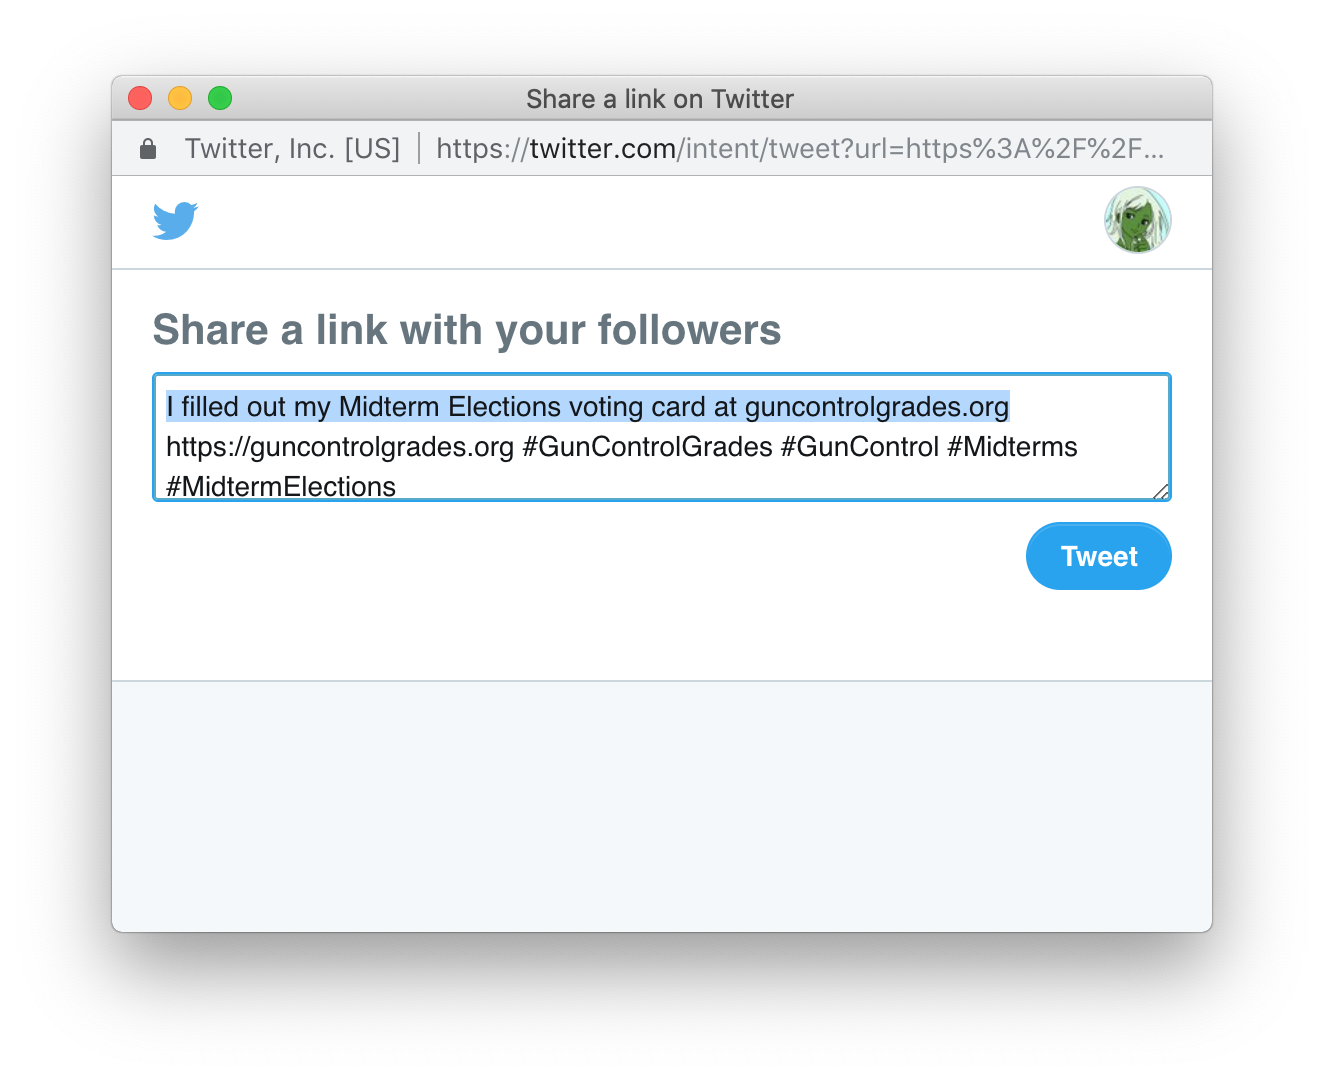 Share a link on Twitter
Twitter, Inc. [US] https://twitter.com/intent/tweet?url=https%3A%2F%2F...
Share a link with your followers
I filled out my Midterm Elections voting card at guncontrolgrades.org
https://guncontrolgrades.org #GunControlGrades #GunControl #Midterms
#MidtermElections
Tweet